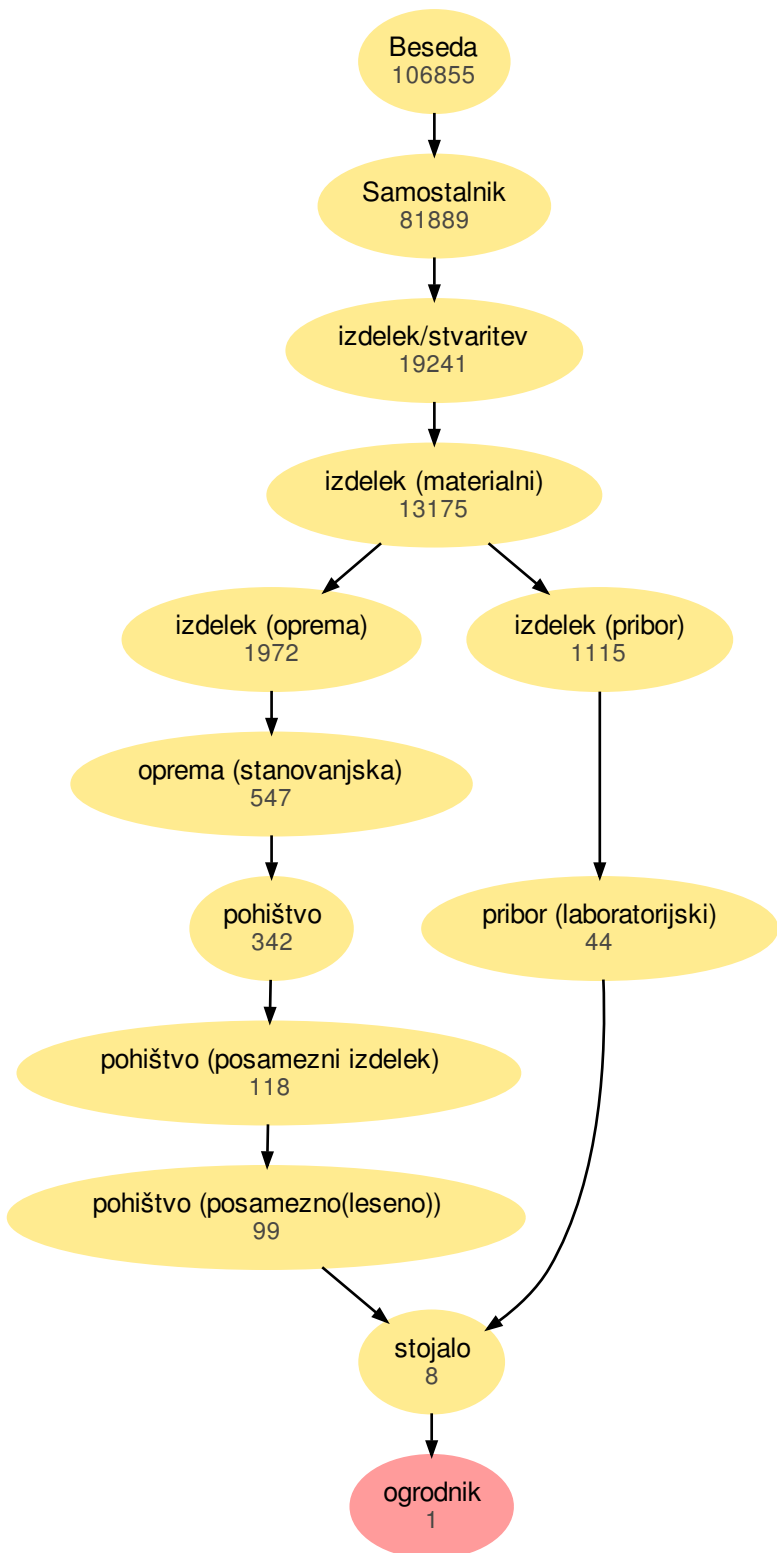 Beseda
106855
Samostalnik
81889
izdelek/stvaritev
19241
izdelek (materialni)
13175
izdelek (oprema)
1972
izdelek (pribor)
1115
oprema (stanovanjska)
547
pohištvo
342
pribor (laboratorijski)
44
pohištvo (posamezni izdelek)
118
pohištvo (posamezno(leseno))
99
stojalo
8
ogrodnik
1